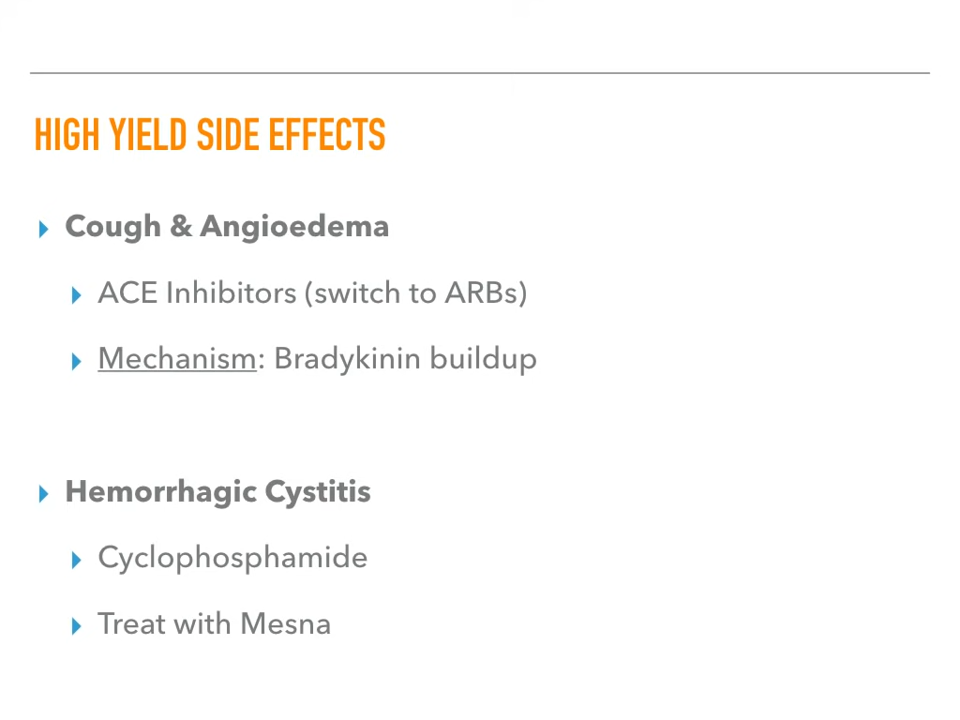 HIGH YIELD SIDE EFFECTS
Cough & Angioedema
ACE Inhibitors (switch to ARBs)
Mechanism: Bradykinin buildup
Hemorrhagic Cystitis
Cyclophosphamide
Treat with Mesna